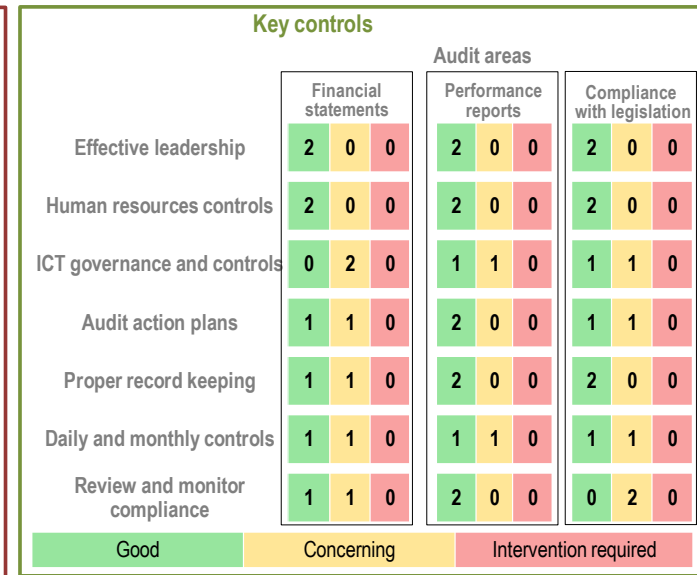 Key controls
Audit areas
Financial
statements
Performance
reports
Compliance
with legislation
Effective leadership 2 0 0 2 0 0 2 0 0
Human resources controls 2 0 0 2 0 0 2 0 0
ICT governance and controls 0 2 0 1 1 0 1 1 0
Audit action plans 1 1 0 2 0 0 1 1 0
Proper record keeping 1 1 0 2 0 0 2 0 0
Daily and monthly controls 1 1 0 1 1 0 1 1 0
Review and monitor
compliance 1 1 0 2 0 0 0 2 0
Good Concerning Intervention required